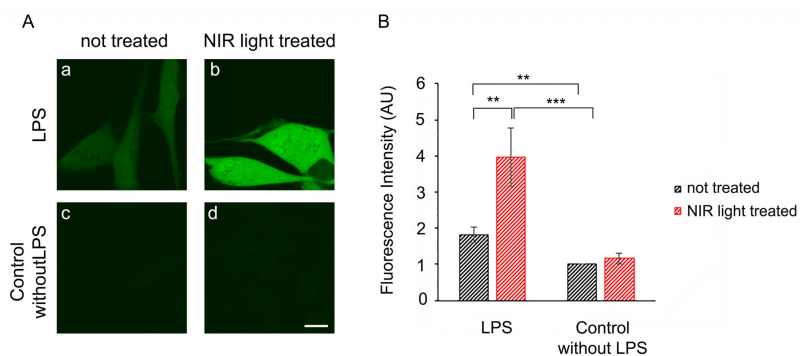 A
not treated
NIR light treated
LPS
a
b
Control
withoutLPS
c
d
B
Fluorescence Intensity (AU)
6
5
4
3
2
1
0
**
**
***
LPS
Control
without LPS
not treated
NIR light treated